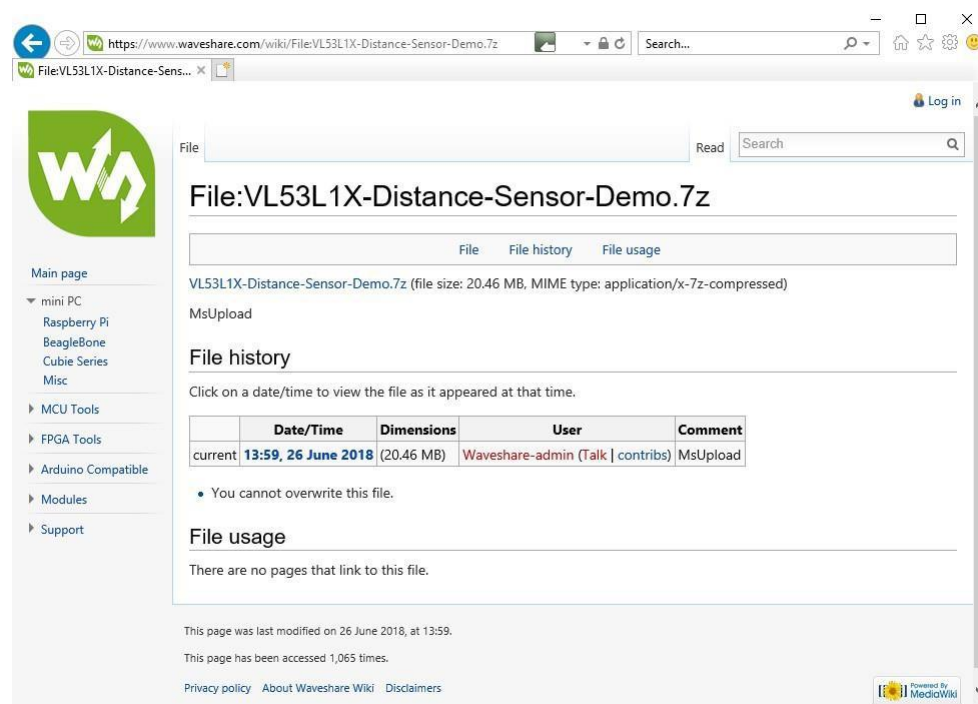 https://www.waveshare.com/wiki/File:VL53L1X-Distance-Sensor-Demo.7z
Search...
File:VL53L1X-Distance-Sens...
Log in
File
Read
Search
File:VL53L1X-Distance-Sensor-Demo.7z
File File history File usage
Main page
mini PC
Raspberry Pi
BeagleBone
Cubie Series
Misc
MCU Tools
FPGA Tools
Arduino Compatible
Modules
Support
VL53L1X-Distance-Sensor-Demo.7z (file size: 20.46 MB, MIME type: application/x-7z-compressed)
MsUpload
File history
Click on a date/time to view the file as it appeared at that time.
Date/Time Dimensions User Comment
current 13:59, 26 June 2018 (20.46 MB) Waveshare-admin (Talk | contribs) MsUpload
• You cannot overwrite this file.
File usage
There are no pages that link to this file.
This page was last modified on 26 June 2018, at 13:59.
This page has been accessed 1,065 times.
Privacy policy About Waveshare Wiki Disclaimers
Powered By
MediaWiki